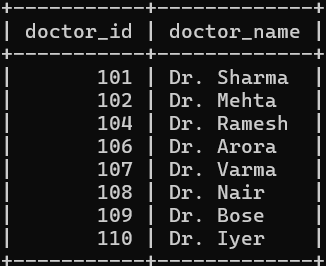 | doctor_id | doctor_name |
| 101 | Dr. Sharma |
| 102 | Dr. Mehta |
| 104 | Dr. Ramesh |
| 106 | Dr. Arora |
| 107 | Dr. Varma |
| 108 | Dr. Nair |
| 109 | Dr. Bose |
| 110 | Dr. Iyer |